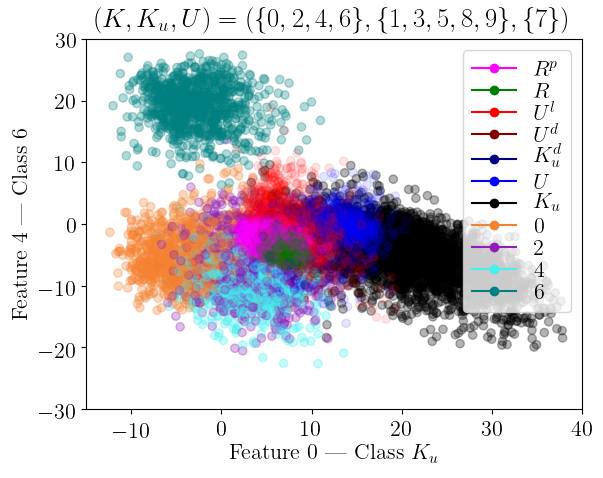 (K, K_u, U) = ({0, 2, 4, 6}, {1, 3, 5, 8, 9}, {7})
30
20
10
0
−10
−20
−30
Feature 4 — Class 6
R^p
R
U^l
U^d
K_u^d
U
K_u
0
2
4
6
−10
0
10
20
30
40
Feature 0 — Class K_u